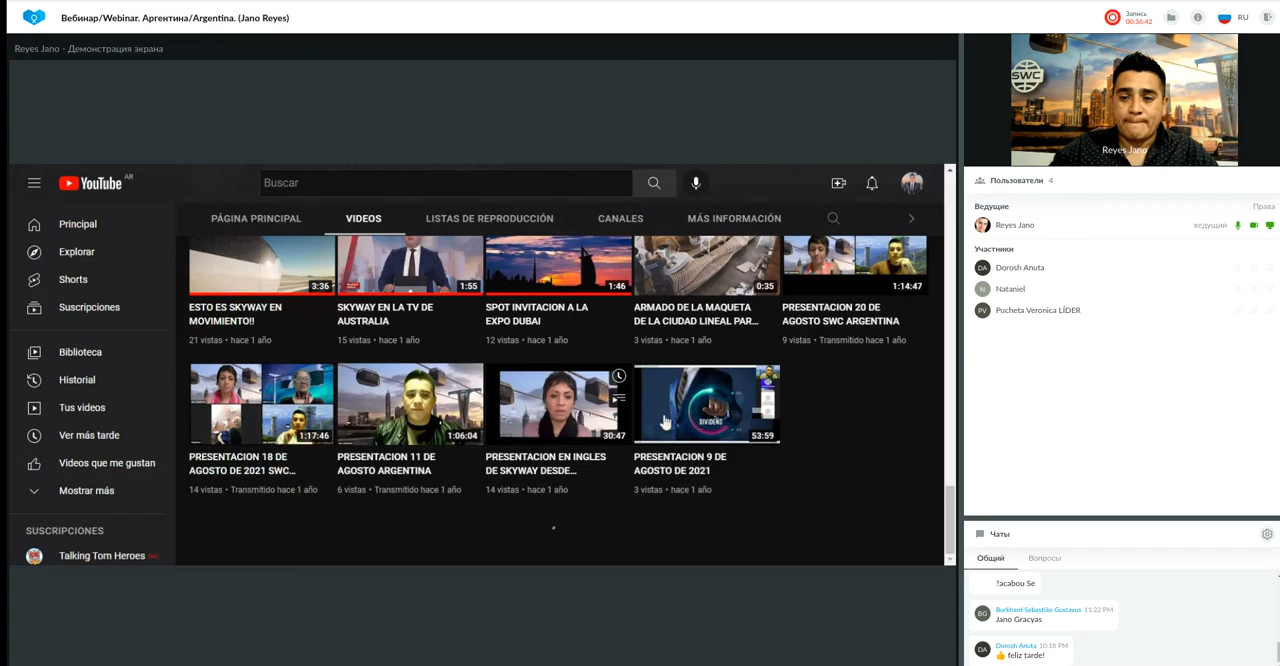 Вебинар/Webinar. Аргентина/Argentina. (Jano Reyes)
Запись
00:36:42
RU
Reyes Jano - Демонстрация экрана
SWC
Reyes Jano
YouTube AR
Buscar
PÁGINA PRINCIPAL VIDEOS LISTAS DE REPRODUCCIÓN CANALES MÁS INFORMACIÓN
Principal
Explorar
Shorts
Suscripciones
Biblioteca
Historial
Tus videos
Ver más tarde
Videos que me gustan
Mostrar más
SUSCRIPCIONES
Talking Tom Heroes
3:36
ESTO ES SKYWAY EN
MOVIMIENTO!!
21 vistas • hace 1 año
1:55
SKYWAY EN LA TV DE
AUSTRALIA
15 vistas • hace 1 año
1:46
SPOT INVITACION A LA
EXPO DUBAI
12 vistas • hace 1 año
0:35
ARMADO DE LA MAQUETA
DE LA CIUDAD LINEAL PAR...
3 vistas • hace 1 año
1:14:47
PRESENTACION 20 DE
AGOSTO SWC ARGENTINA
9 vistas • Transmitido hace 1 año
1:17:46
PRESENTACION 18 DE
AGOSTO DE 2021 SWC...
14 vistas • Transmitido hace 1 año
1:06:04
PRESENTACION 11 DE
AGOSTO ARGENTINA
6 vistas • Transmitido hace 1 año
30:47
PRESENTACION EN INGLES
DE SKYWAY DESDE...
14 vistas • hace 1 año
DIVIDEND
53:59
PRESENTACION 9 DE
AGOSTO DE 2021
3 vistas • hace 1 año
Пользователи 4
Ведущие Права
Reyes Jano ведущий
Участники
DA Dorosh Anuta
N Nataniel
PV Pucheta Veronica LÍDER
Чаты
Общий Вопросы
?acabou Se
BG Burkhard Sebastião Gustavus 11:22 PM
Jano Gracyas
DA Dorosh Anuta 10:18 PM
👍 feliz tarde!